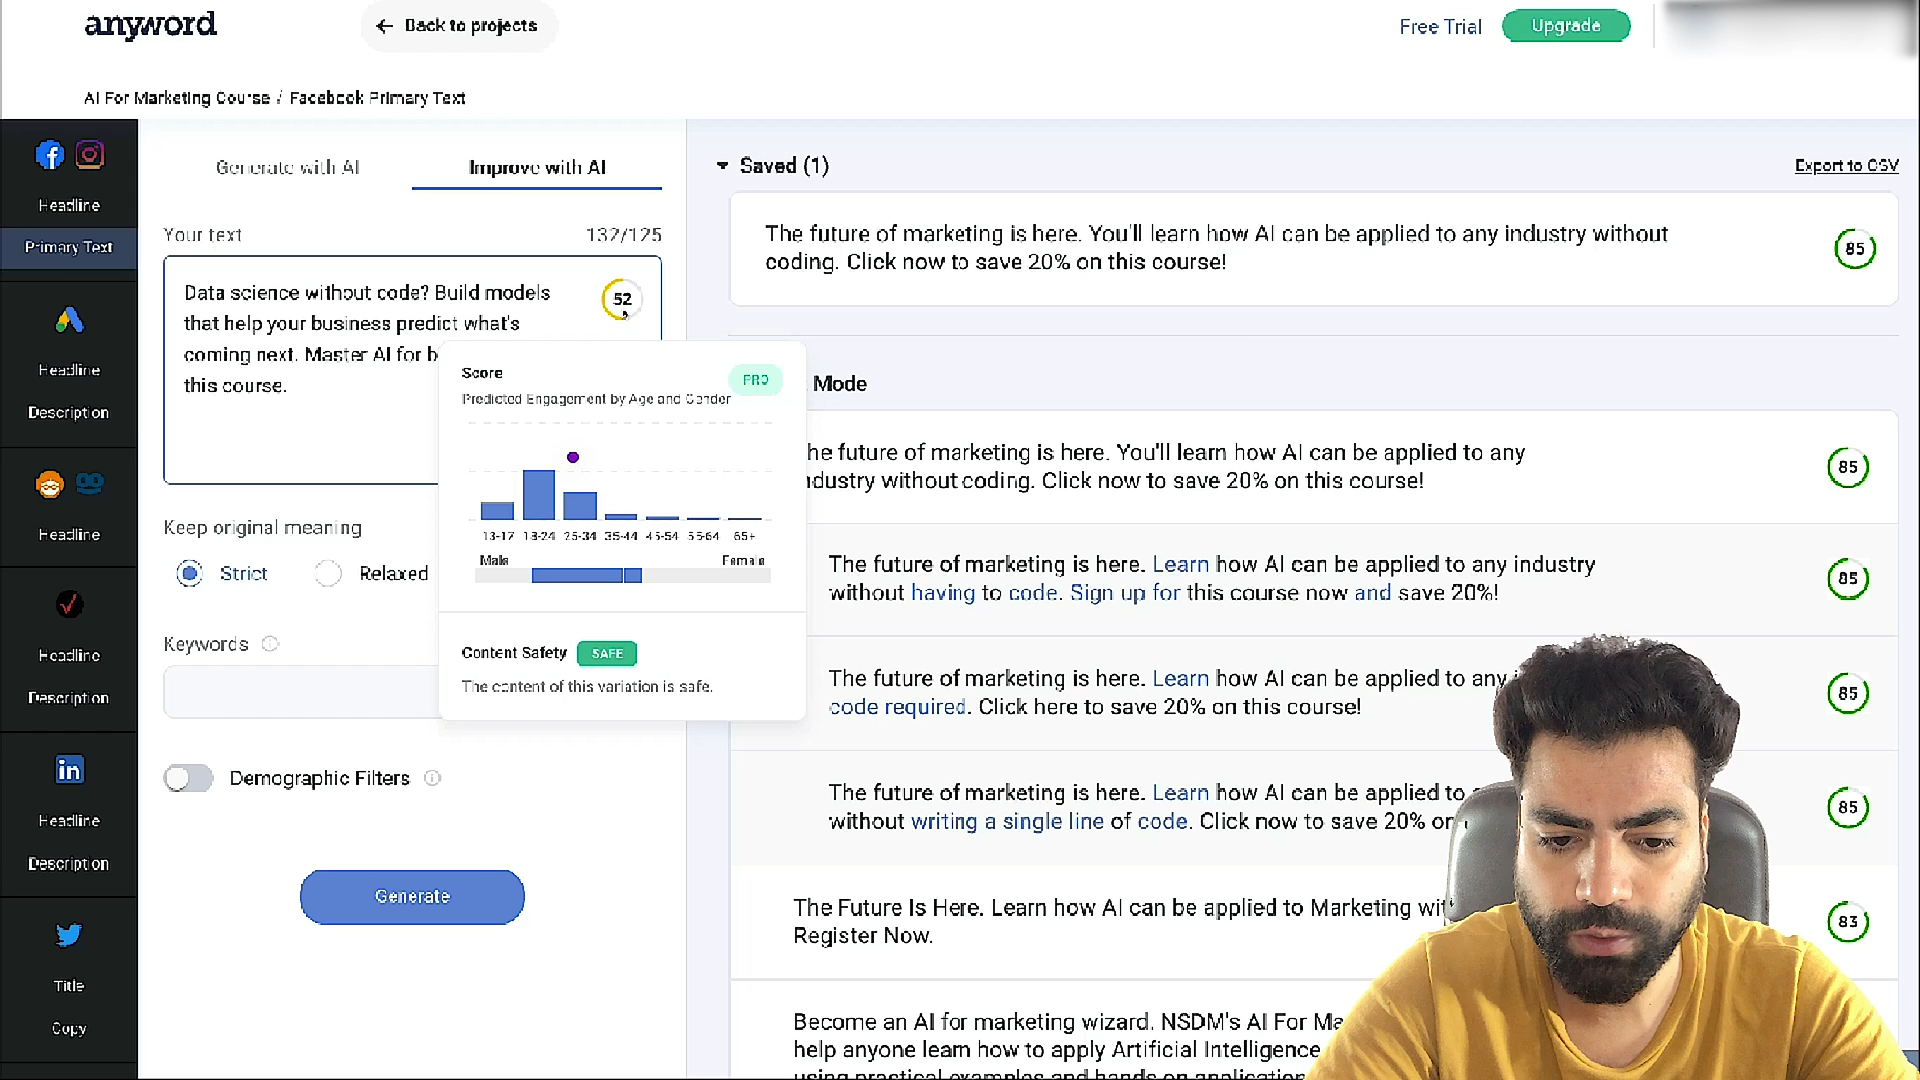 anyword
Back to projects
Free Trial
Upgrade
AI For Marketing Course / Facebook Primary Text
Headline
Primary Text
Headline
Description
Headline
Headline
Description
Headline
Description
Title
Copy
Generate with AI
Improve with AI
Your text
132/125
Data science without code? Build models
that help your business predict what's
coming next. Master AI for b
this course.
52
Keep original meaning
Strict
Relaxed
Keywords
Demographic Filters
Generate
Score
PRO
Predicted Engagement by Age and Gender
13-17 18-24 25-34 35-44 45-54 55-64 65+
Male
Female
Content Safety SAFE
The content of this variation is safe.
Saved (1)
Export to CSV
The future of marketing is here. You'll learn how AI can be applied to any industry without
coding. Click now to save 20% on this course!
85
Mode
he future of marketing is here. You'll learn how AI can be applied to any
ndustry without coding. Click now to save 20% on this course!
85
The future of marketing is here. Learn how AI can be applied to any industry
without having to code. Sign up for this course now and save 20%!
85
The future of marketing is here. Learn how AI can be applied to any
code required. Click here to save 20% on this course!
85
The future of marketing is here. Learn how AI can be applied to
without writing a single line of code. Click now to save 20% on
85
The Future Is Here. Learn how AI can be applied to Marketing wit
Register Now.
83
Become an AI for marketing wizard. NSDM's AI For Ma
help anyone learn how to apply Artificial Intelligence
using practical examples and hands on application